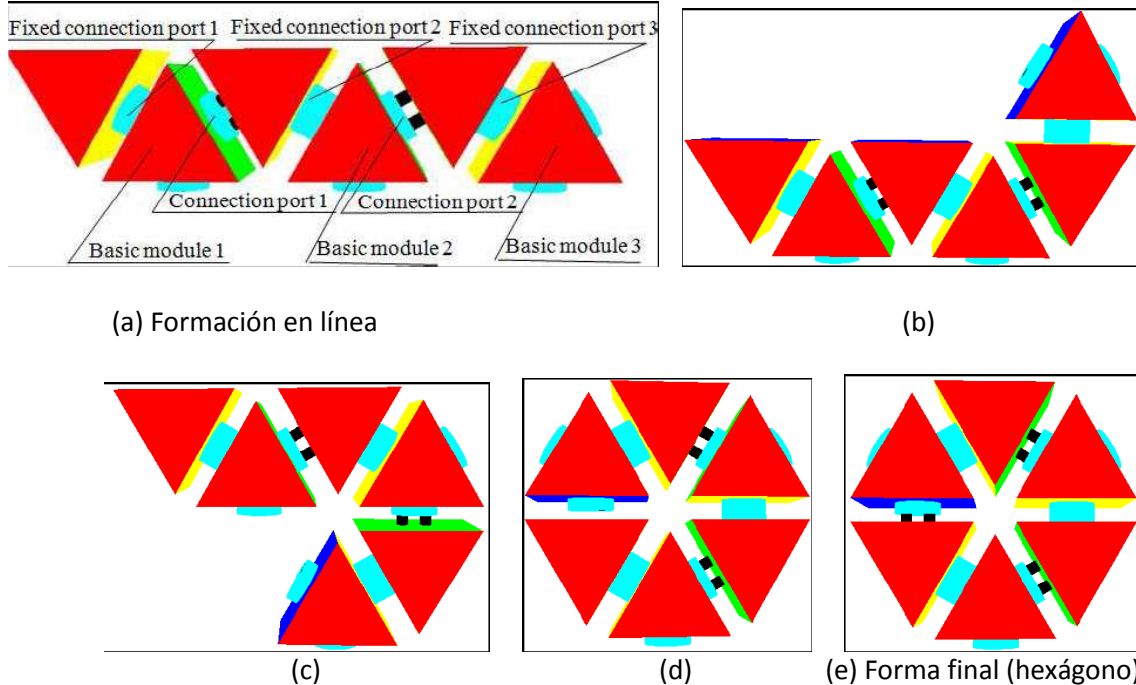 Fixed connection port 1 Fixed connection port 2 Fixed connection port 3
Connection port 1 Connection port 2
Basic module 1 Basic module 2 Basic module 3
(a) Formación en línea
(b)
(c)
(d)
(e) Forma final (hexágono)